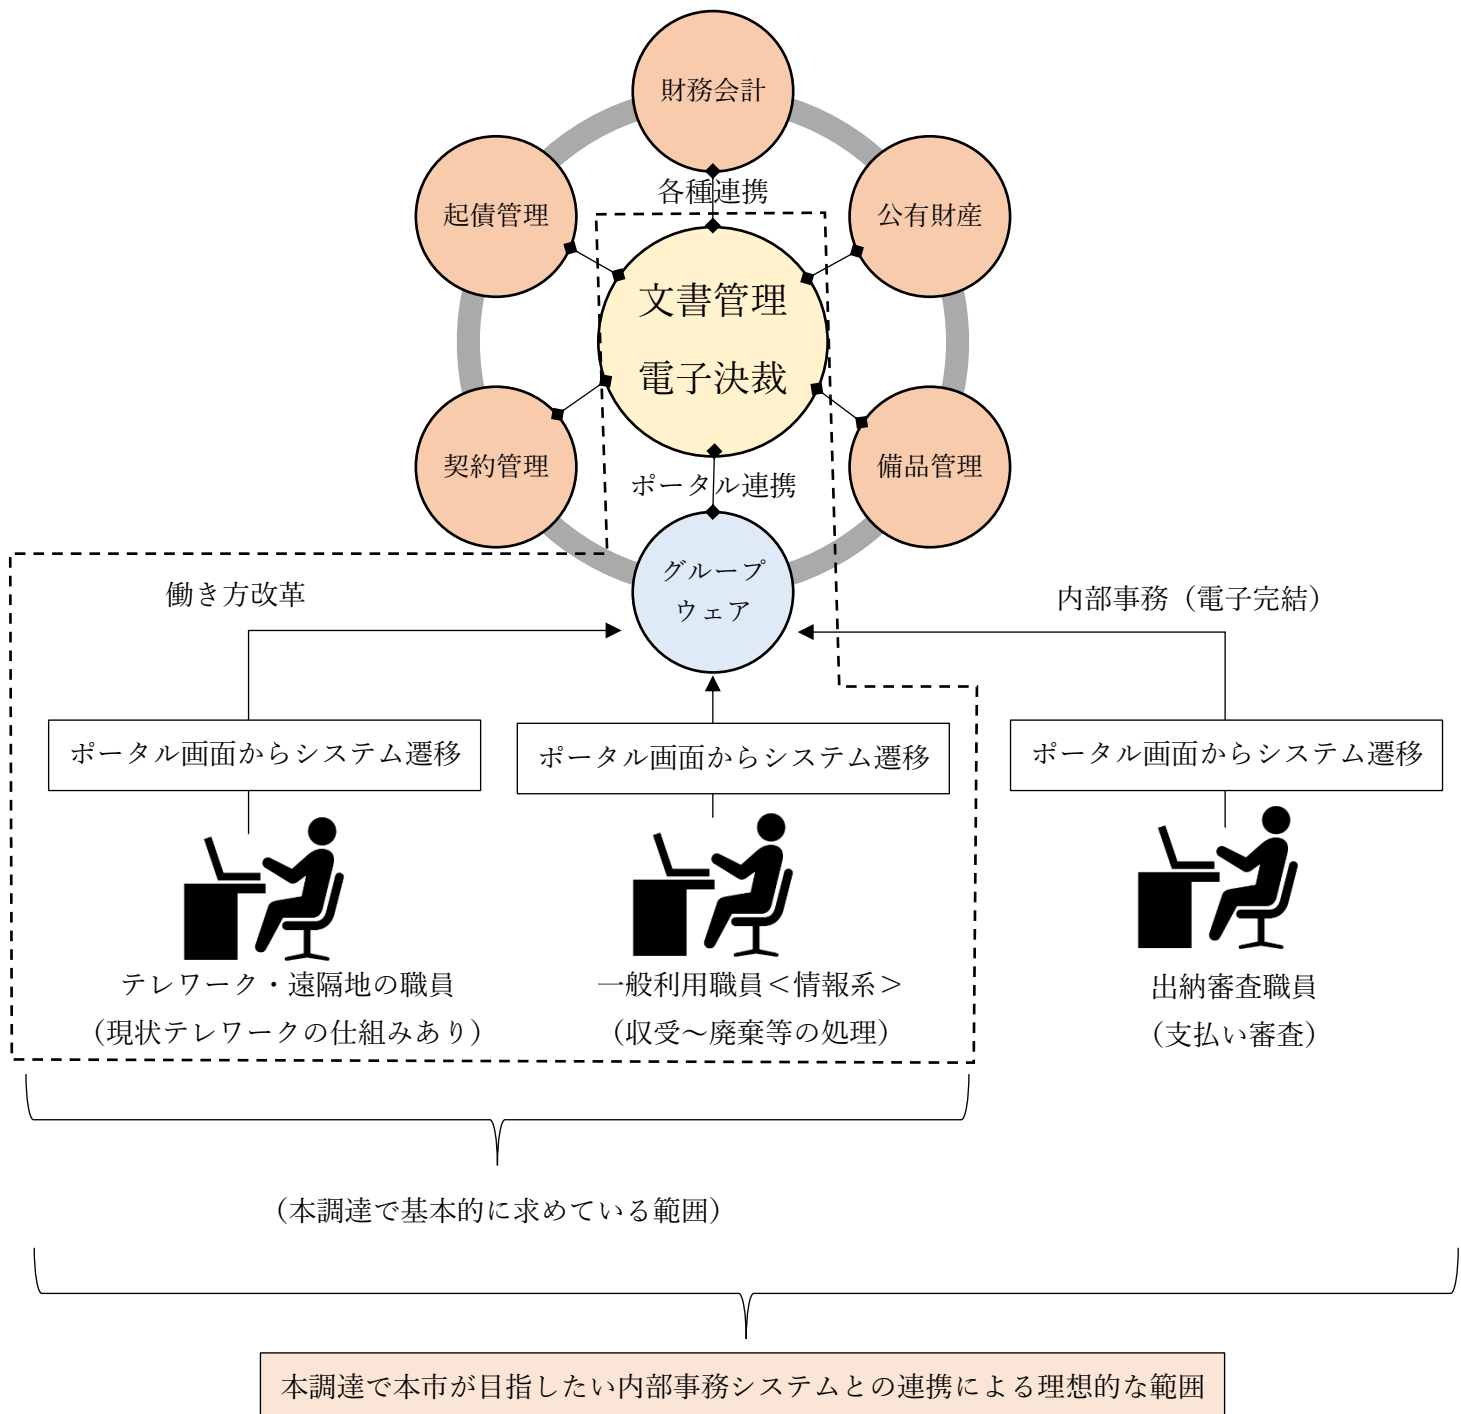 財務会計
各種連携
起債管理
公有財産
文書管理
電子決裁
契約管理
備品管理
ポータル連携
グループ
ウェア
働き方改革
内部事務（電子完結）
ポータル画面からシステム遷移
ポータル画面からシステム遷移
ポータル画面からシステム遷移
テレワーク・遠隔地の職員
（現状テレワークの仕組みあり）
一般利用職員＜情報系＞
（収受～廃棄等の処理）
出納審査職員
（支払い審査）
（本調達で基本的に求めている範囲）
本調達で本市が目指したい内部事務システムとの連携による理想的な範囲